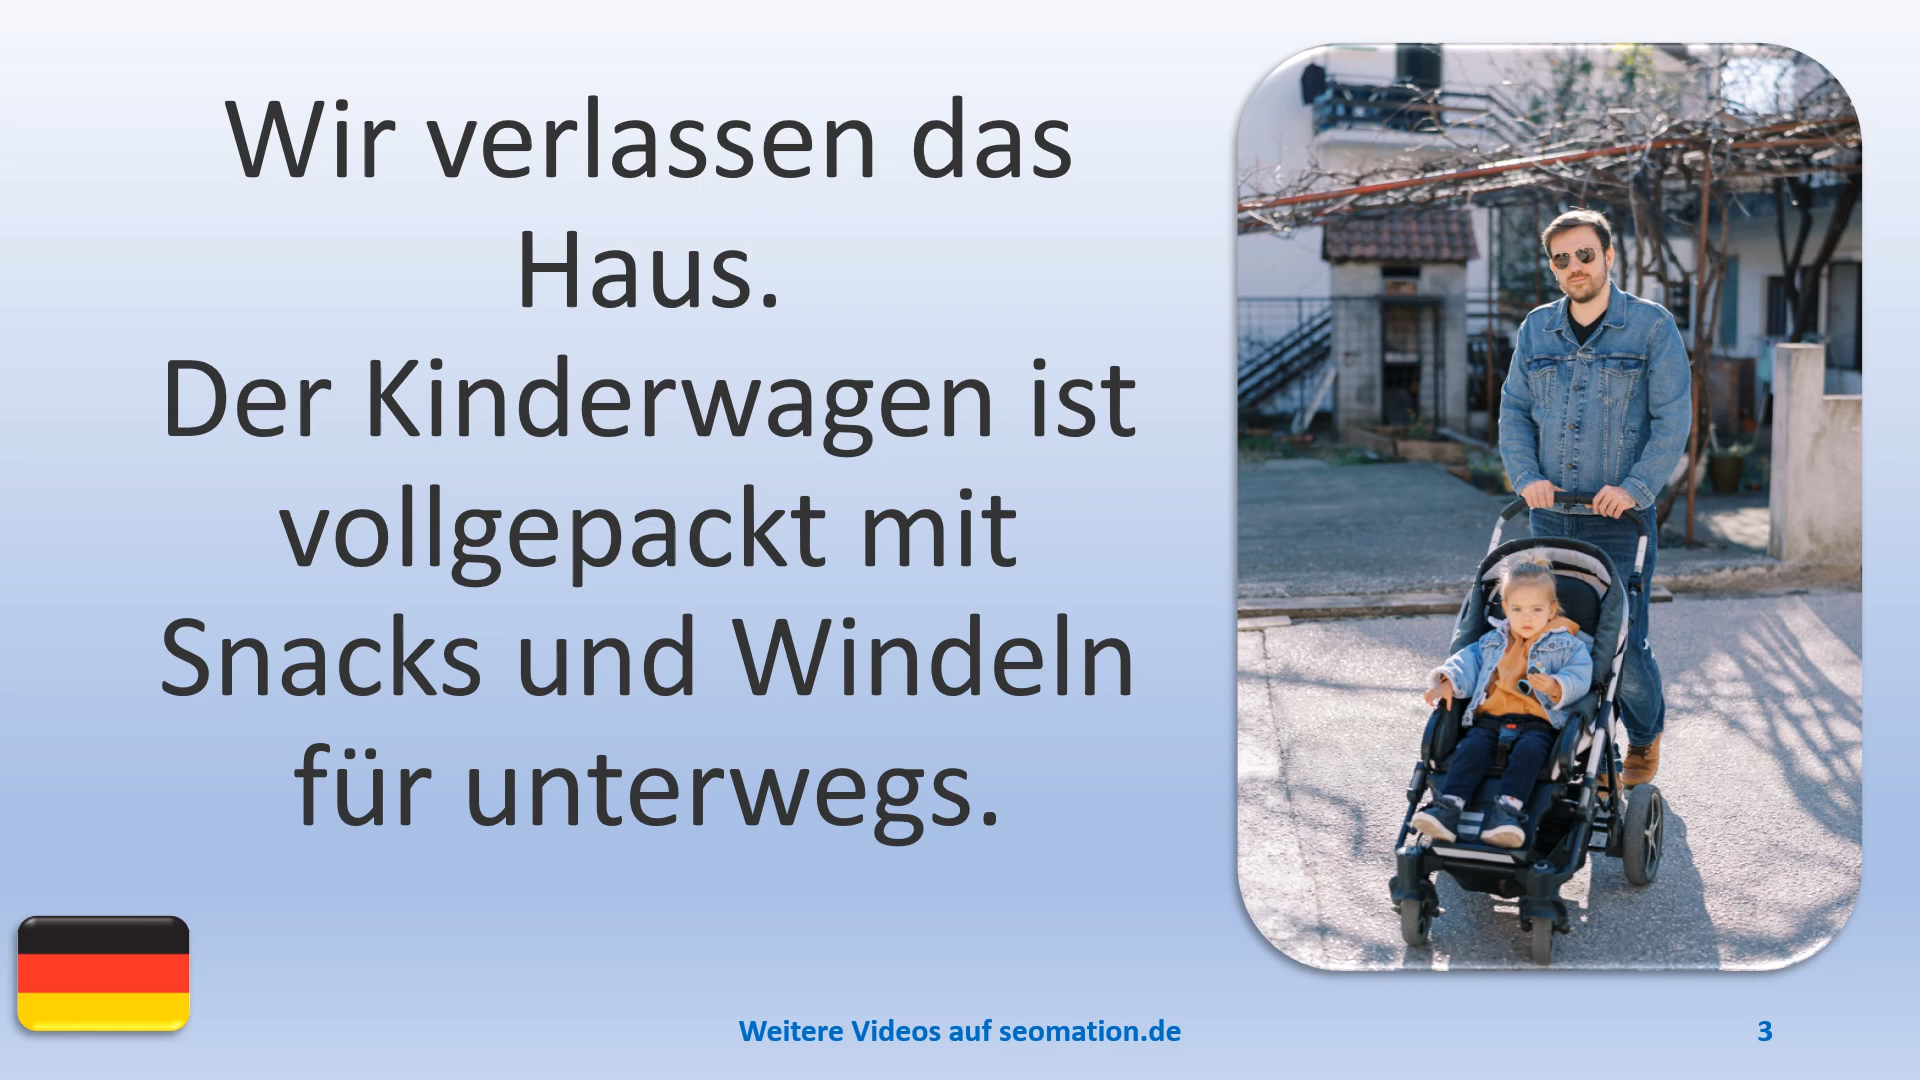 Wir verlassen das
Haus.
Der Kinderwagen ist
vollgepackt mit
Snacks und Windeln
für unterwegs.
Weitere Videos auf seomation.de
3